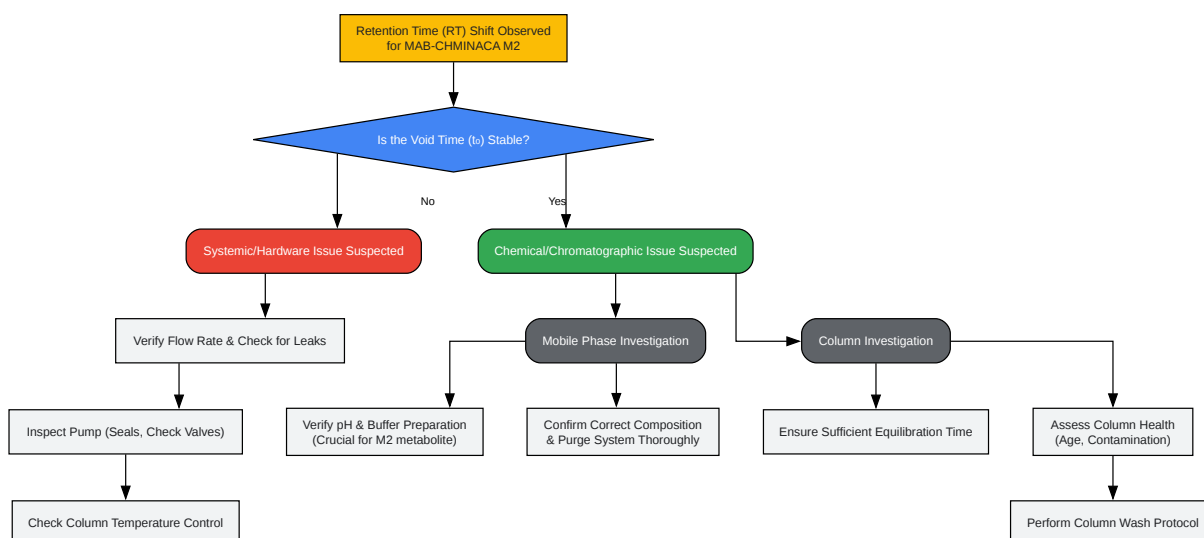 Retention Time (RT) Shift Observed
for MAB-CHMINACA M2
Is the Void Time (t₀) Stable?
No
Yes
Systemic/Hardware Issue Suspected
Chemical/Chromatographic Issue Suspected
Verify Flow Rate & Check for Leaks
Mobile Phase Investigation
Column Investigation
Inspect Pump (Seals, Check Valves)
Verify pH & Buffer Preparation
(Crucial for M2 metabolite)
Confirm Correct Composition
& Purge System Thoroughly
Ensure Sufficient Equilibration Time
Assess Column Health
(Age, Contamination)
Check Column Temperature Control
Perform Column Wash Protocol